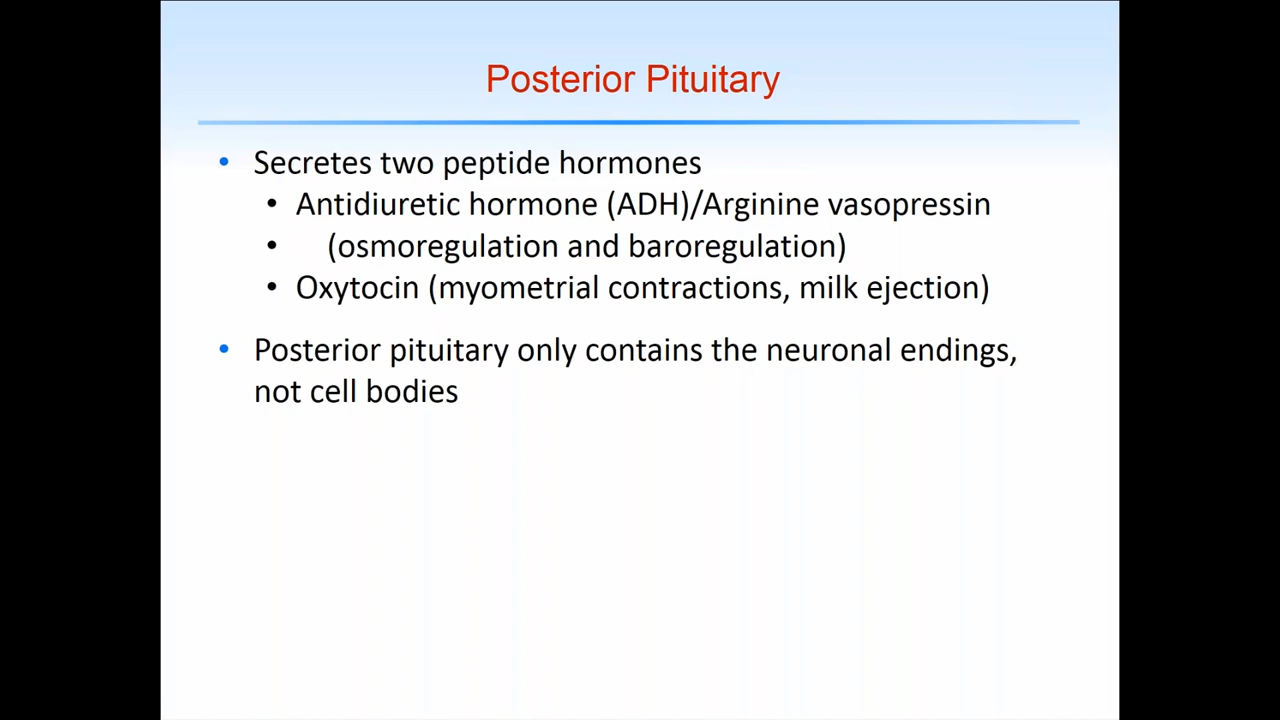 Posterior Pituitary
• Secretes two peptide hormones
• Antidiuretic hormone (ADH)/Arginine vasopressin
• (osmoregulation and baroregulation)
• Oxytocin (myometrial contractions, milk ejection)
• Posterior pituitary only contains the neuronal endings,
not cell bodies